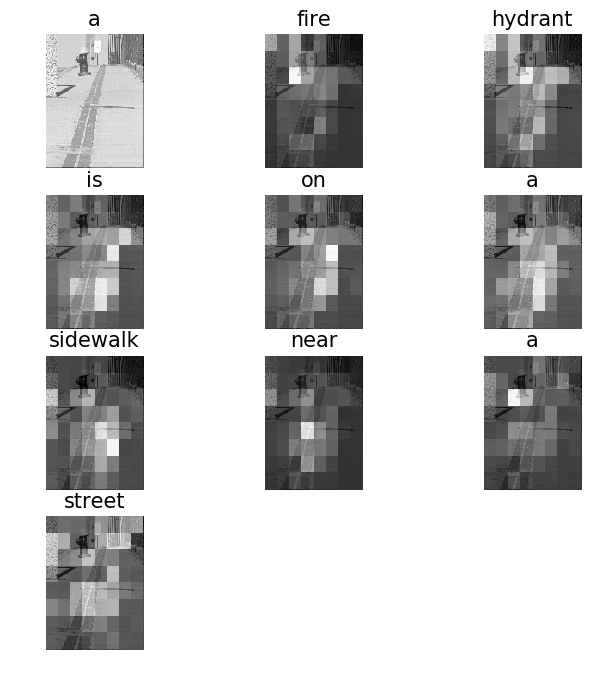 a fire hydrant
is on a
sidewalk near a
street